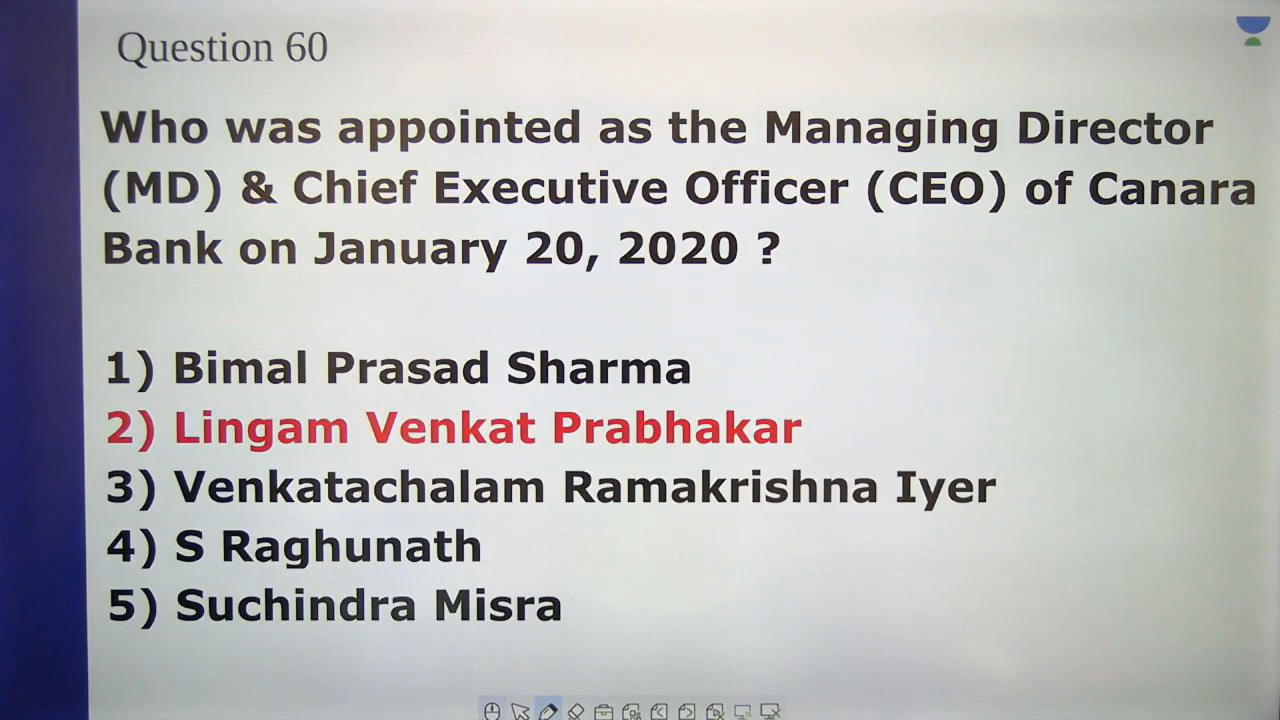 Question 60
Who was appointed as the Managing Director
(MD) & Chief Executive Officer (CEO) of Canara
Bank on January 20, 2020 ?
1) Bimal Prasad Sharma
2) Lingam Venkat Prabhakar
3) Venkatachalam Ramakrishna Iyer
4) S Raghunath
5) Suchindra Misra